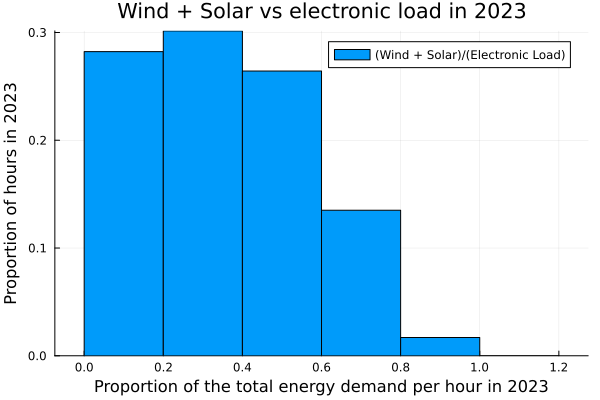 Wind + Solar vs electronic load in 2023
(Wind + Solar)/(Electronic Load)
Proportion of hours in 2023
0.3
0.2
0.1
0.0
0.0 0.2 0.4 0.6 0.8 1.0 1.2
Proportion of the total energy demand per hour in 2023